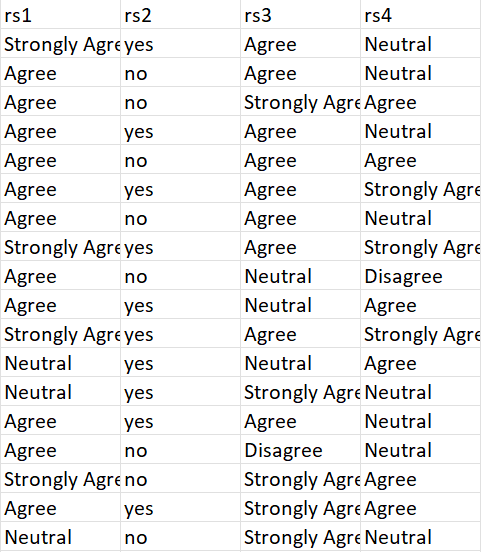 rs1 rs2 rs3 rs4
Strongly Agre yes Agree Neutral
Agree no Agree Neutral
Agree no Strongly Agre Agree
Agree yes Agree Neutral
Agree no Agree Agree
Agree yes Agree Strongly Agre
Agree no Agree Neutral
Strongly Agre yes Agree Strongly Agre
Agree no Neutral Disagree
Agree yes Neutral Agree
Strongly Agre yes Agree Strongly Agre
Neutral yes Neutral Agree
Neutral yes Strongly Agre Neutral
Agree yes Agree Neutral
Agree no Disagree Neutral
Strongly Agre no Strongly Agre Agree
Agree yes Strongly Agre Agree
Neutral no Strongly Agre Neutral